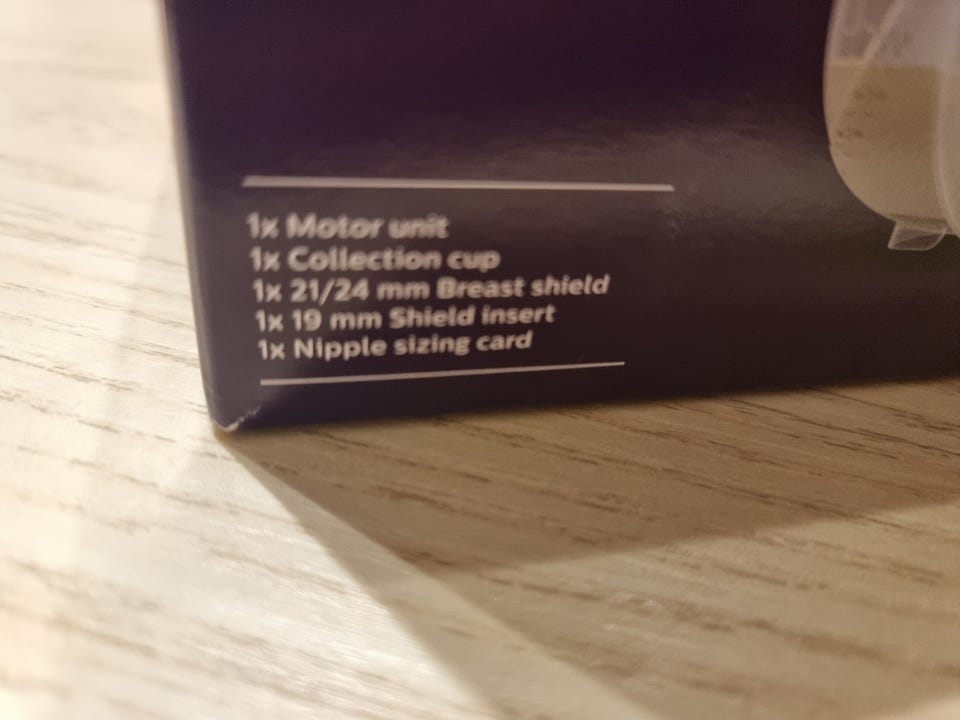 1x Motor unit
1x Collection cup
1x 21/24 mm Breast shield
1x 19 mm Shield insert
1x Nipple sizing card